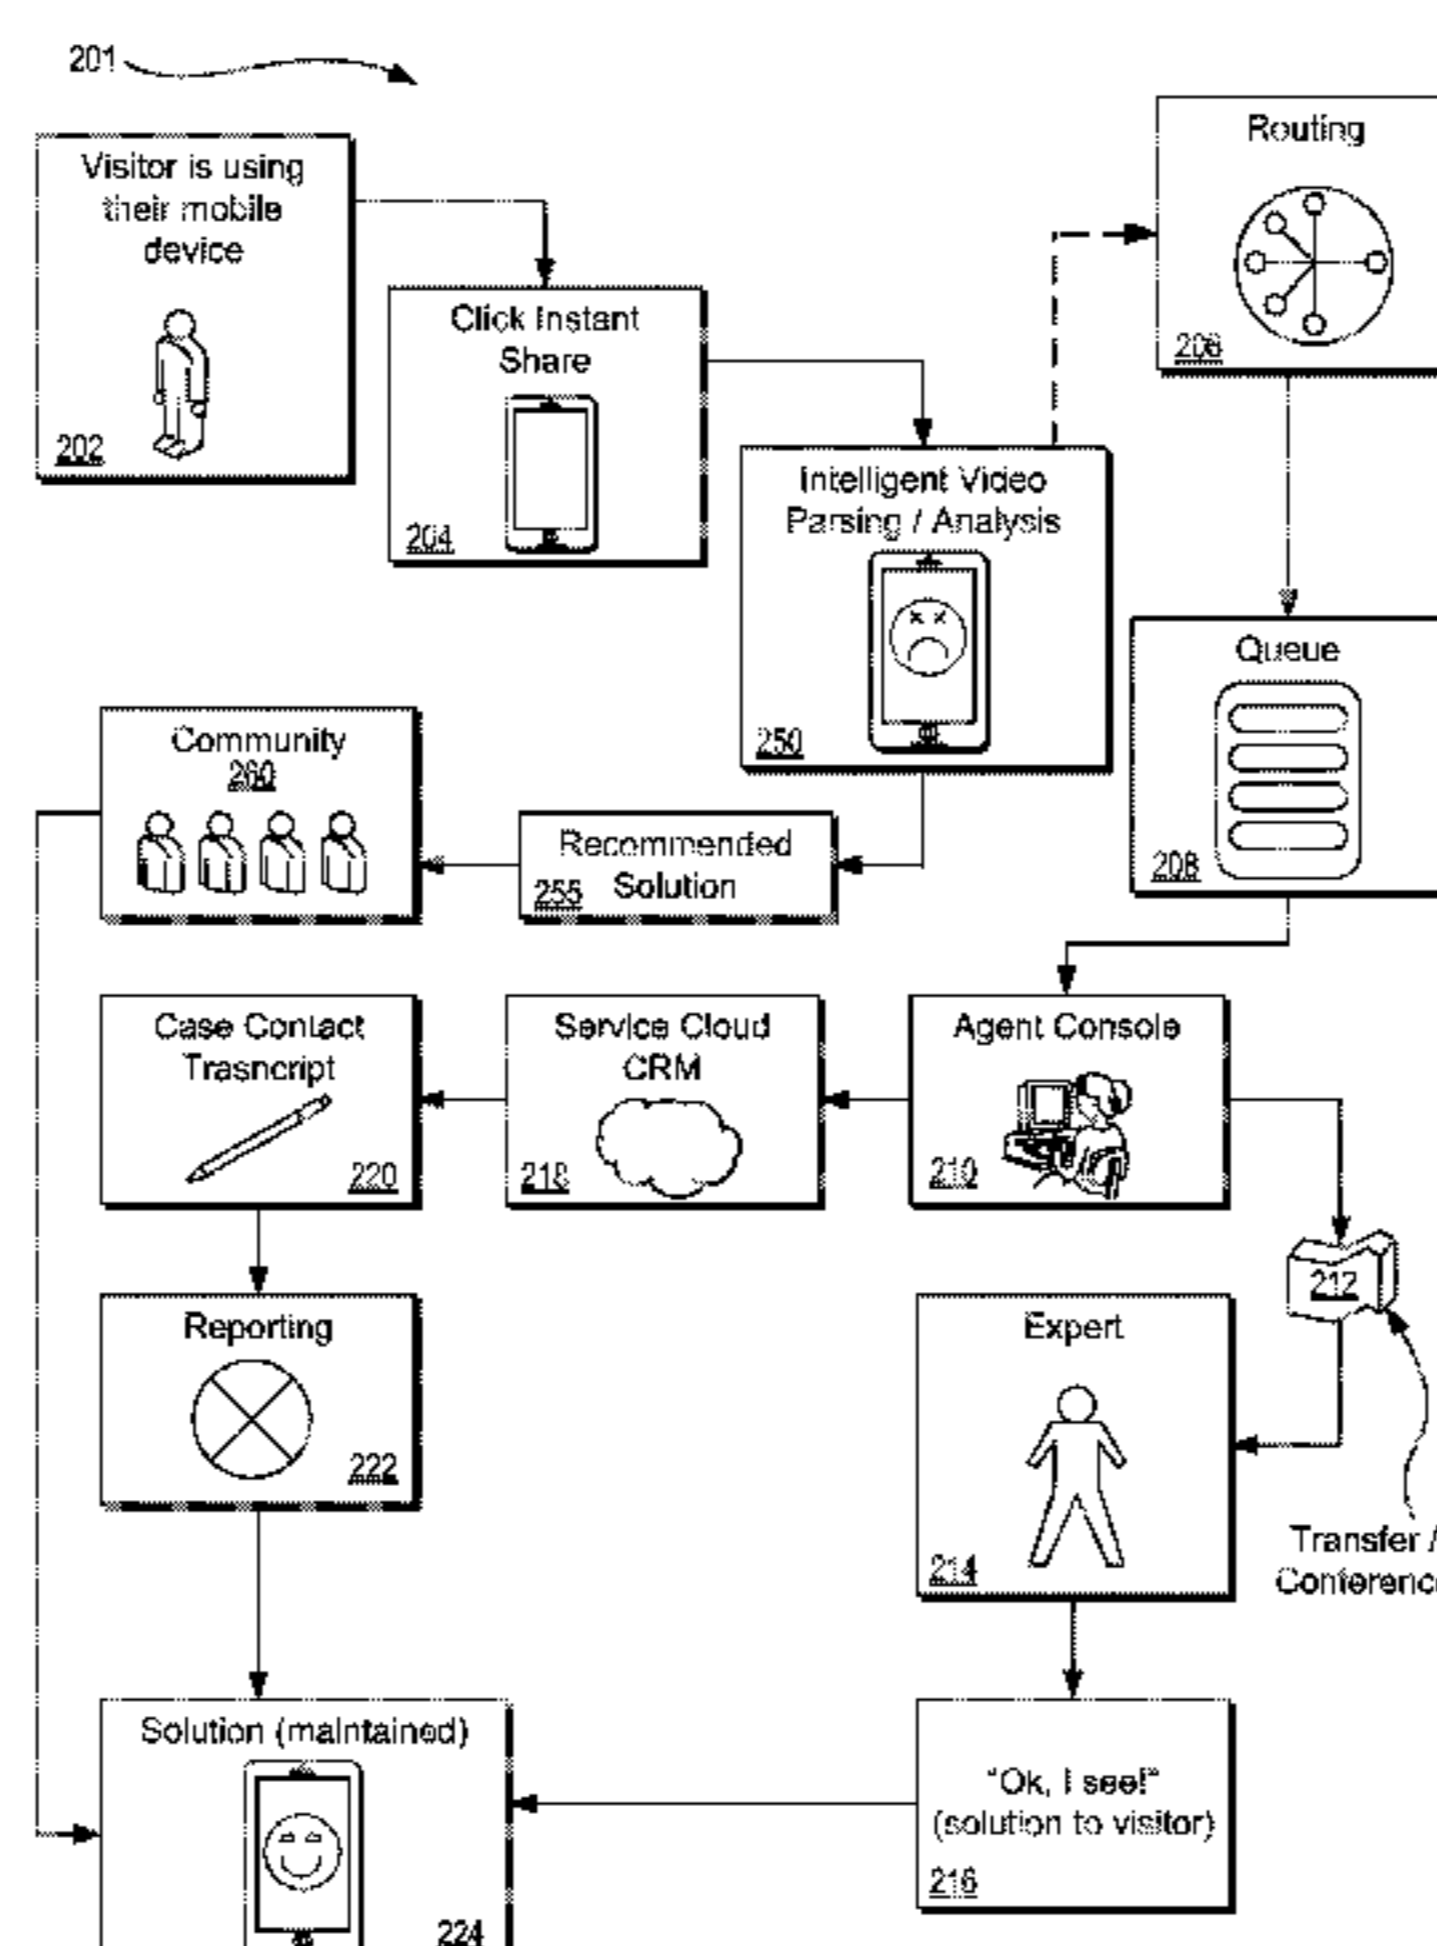 201
Visitor is using
their mobile
device
202
Click Instant
Share
204
Intelligent Video
Parsing / Analysis
250
Routing
206
Queue
208
Community
260
Recommended
Solution
255
Case Contact
Trasncript
220
Service Cloud
CRM
218
Agent Console
210
212
Transfer /
Conference
Reporting
222
Expert
214
Solution (maintained)
224
"Ok, I see!"
(solution to visitor)
216